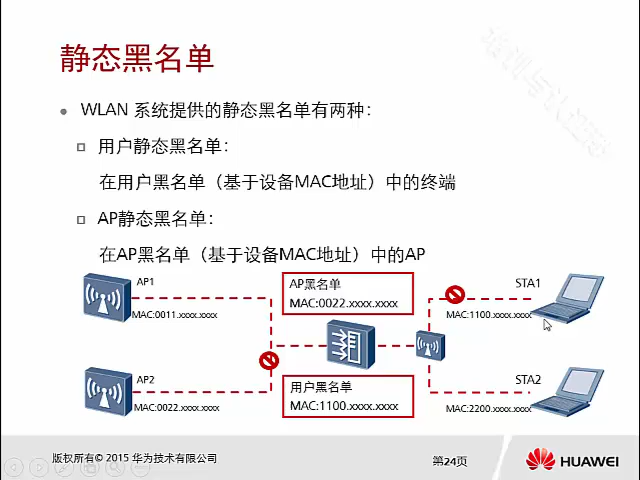 静态黑名单
WLAN 系统提供的静态黑名单有两种：
用户静态黑名单：
在用户黑名单（基于设备MAC地址）中的终端
AP静态黑名单：
在AP黑名单（基于设备MAC地址）中的AP
AP1
MAC:0011.xxxx.xxxx
AP黑名单
MAC:0022.xxxx.xxxx
STA1
MAC:1100.xxxx.xxxx
AP2
MAC:0022.xxxx.xxxx
用户黑名单
MAC:1100.xxxx.xxxx
STA2
MAC:2200.xxxx.xxxx
版权所有© 2015 华为技术有限公司
第24页
HUAWEI